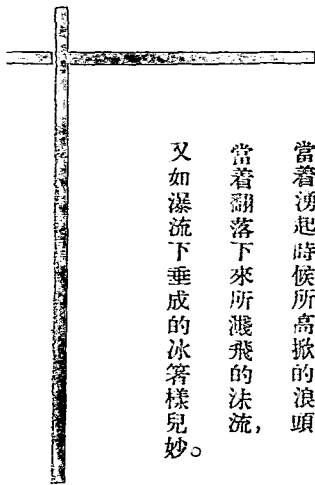 當着湧起時候所高掀的浪頭
當着翻落下來所濺飛的沫流，
又如瀑流下垂成的冰箸樣兒妙。